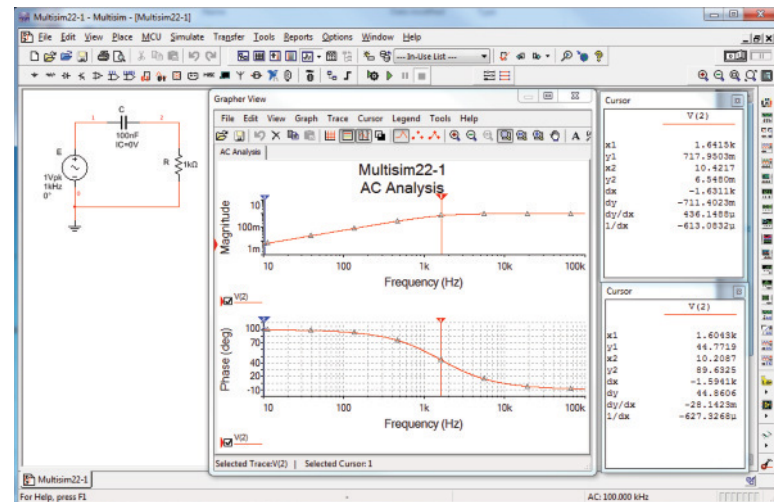 Multisim22-1 - Multisim - [Multisim22-1]
File Edit View Place MCU Simulate Transfer Tools Reports Options Window Help
--- In-Use List ---
C
1
2
100nF
IC=0V
E
1Vpk
1kHz
0°
R
1kΩ
0
Grapher View
File Edit View Graph Trace Cursor Legend Tools Help
AC Analysis
Multisim22-1
AC Analysis
Magnitude
10
100m
1m
10 100 1k 10k 100k
Frequency (Hz)
V(2)
Phase (deg)
100
70
40
20
-10
10 100 1k 10k 100k
Frequency (Hz)
V(2)
Selected Trace:V(2) | Selected Cursor: 1
Cursor
V(2)
x1 1.6415k
y1 717.9503m
x2 10.4217
y2 6.5480m
dx -1.6311k
dy -711.4023m
dy/dx 436.1488µ
1/dx -613.0832µ
Cursor
V(2)
x1 1.6043k
y1 44.7719
x2 10.2087
y2 89.6325
dx -1.5941k
dy 44.8606
dy/dx -28.1423m
1/dx -627.3268µ
Multisim22-1
For Help, press F1
AC: 100.000 kHz